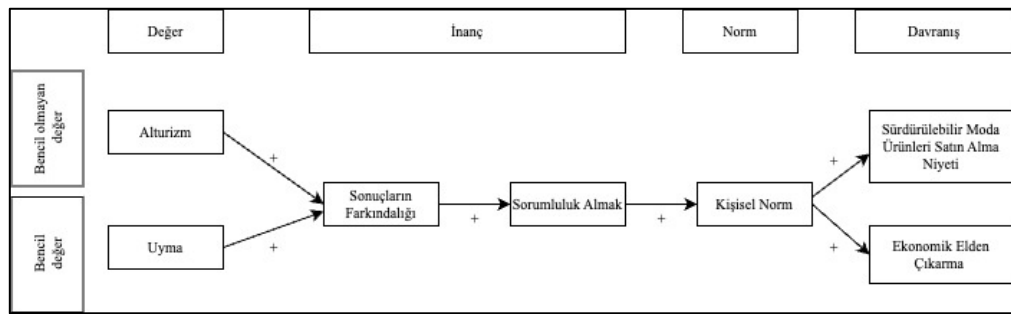 Değer
İnanç
Norm
Davranış
Bencil olmayan
değer
Alturizm
+
Sürdürülebilir Moda
Ürünleri Satın Alma
Niyeti
+
Sonuçların
Farkındalığı
+
Sorumluluk Almak
+
Kişisel Norm
Bencil
değer
Uyma
+
+
Ekonomik Elden
Çıkarma